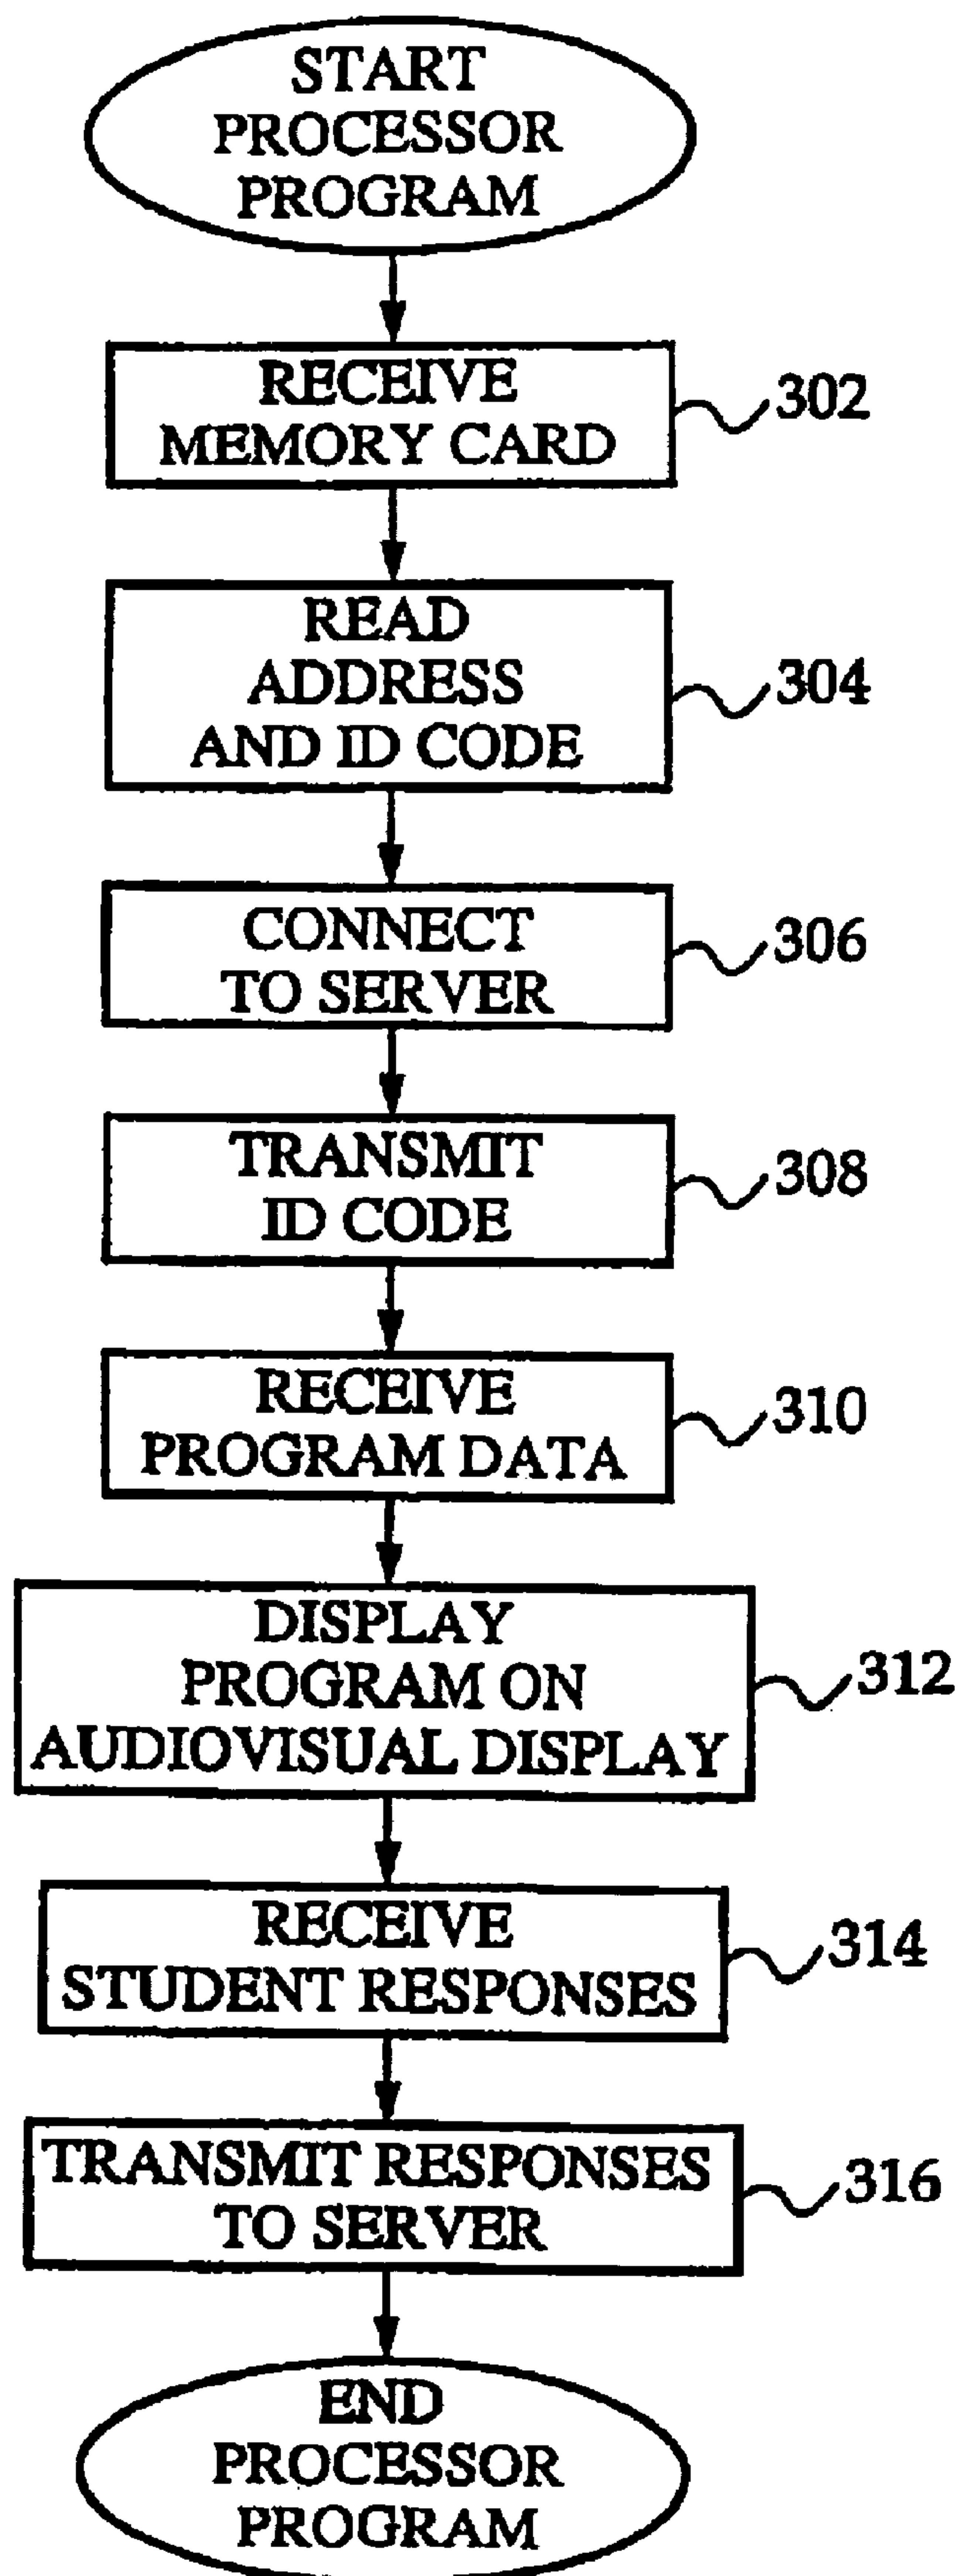 START
PROCESSOR
PROGRAM
RECEIVE
MEMORY CARD
302
READ
ADDRESS
AND ID CODE
304
CONNECT
TO SERVER
306
TRANSMIT
ID CODE
308
RECEIVE
PROGRAM DATA
310
DISPLAY
PROGRAM ON
AUDIOVISUAL DISPLAY
312
RECEIVE
STUDENT RESPONSES
314
TRANSMIT RESPONSES
TO SERVER
316
END
PROCESSOR
PROGRAM